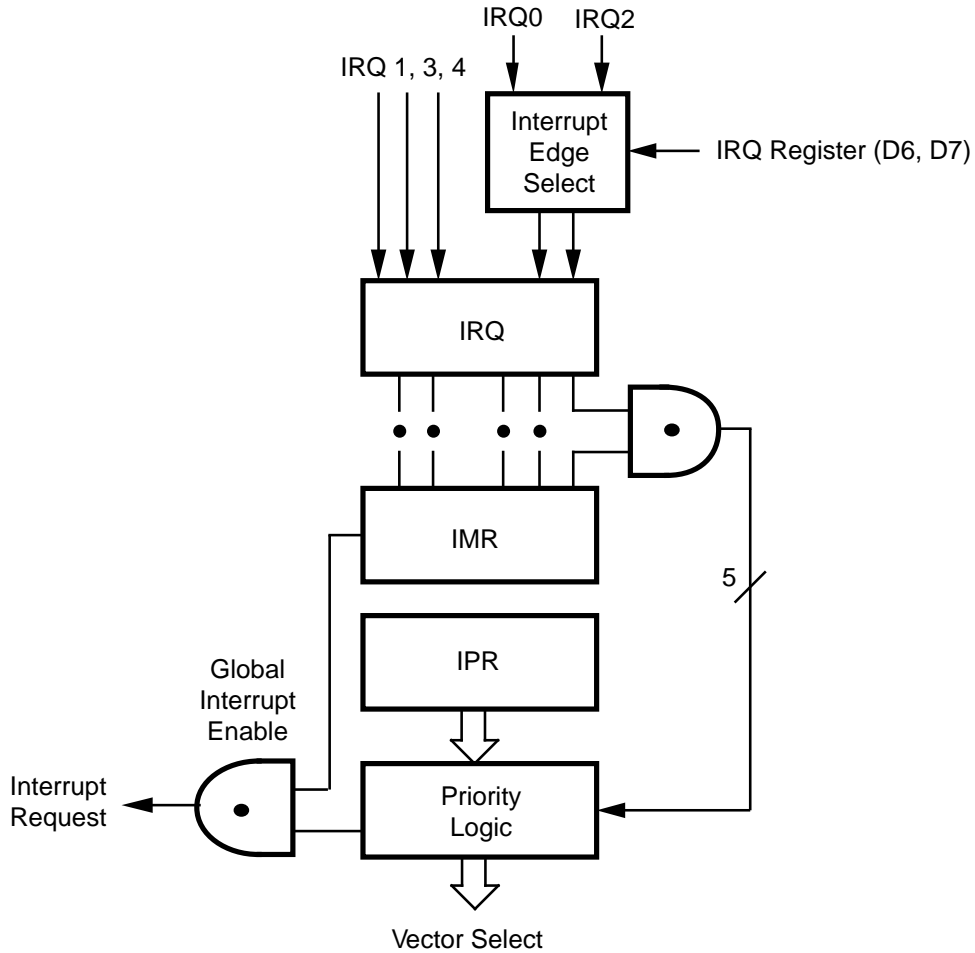 IRQ0 IRQ2
IRQ 1, 3, 4
Interrupt
Edge
Select
IRQ Register (D6, D7)
IRQ
IMR
5
IPR
Global
Interrupt
Enable
Interrupt
Request
Priority
Logic
Vector Select